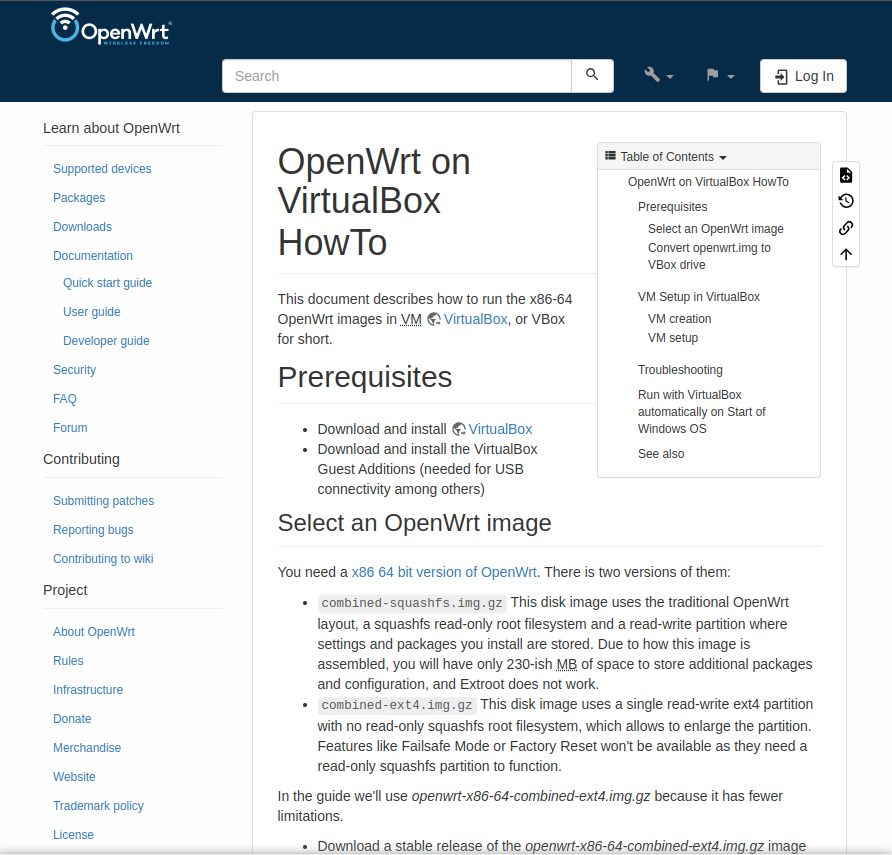 OpenWrt
WIRELESS FREEDOM
Search
Log In
Learn about OpenWrt
Supported devices
Packages
Downloads
Documentation
Quick start guide
User guide
Developer guide
Security
FAQ
Forum
Contributing
Submitting patches
Reporting bugs
Contributing to wiki
Project
About OpenWrt
Rules
Infrastructure
Donate
Merchandise
Website
Trademark policy
License
OpenWrt on
VirtualBox
HowTo
This document describes how to run the x86-64
OpenWrt images in VM VirtualBox, or VBox
for short.
Prerequisites
• Download and install VirtualBox
• Download and install the VirtualBox
Guest Additions (needed for USB
connectivity among others)
Table of Contents
OpenWrt on VirtualBox HowTo
Prerequisites
Select an OpenWrt image
Convert openwrt.img to
VBox drive
VM Setup in VirtualBox
VM creation
VM setup
Troubleshooting
Run with VirtualBox
automatically on Start of
Windows OS
See also
Select an OpenWrt image
You need a x86 64 bit version of OpenWrt. There is two versions of them:
• combined-squashfs.img.gz This disk image uses the traditional OpenWrt
layout, a squashfs read-only root filesystem and a read-write partition where
settings and packages you install are stored. Due to how this image is
assembled, you will have only 230-ish MB of space to store additional packages
and configuration, and Extroot does not work.
• combined-ext4.img.gz This disk image uses a single read-write ext4 partition
with no read-only squashfs root filesystem, which allows to enlarge the partition.
Features like Failsafe Mode or Factory Reset won't be available as they need a
read-only squashfs partition to function.
In the guide we'll use openwrt-x86-64-combined-ext4.img.gz because it has fewer
limitations.
• Download a stable release of the openwrt-x86-64-combined-ext4.img.gz image